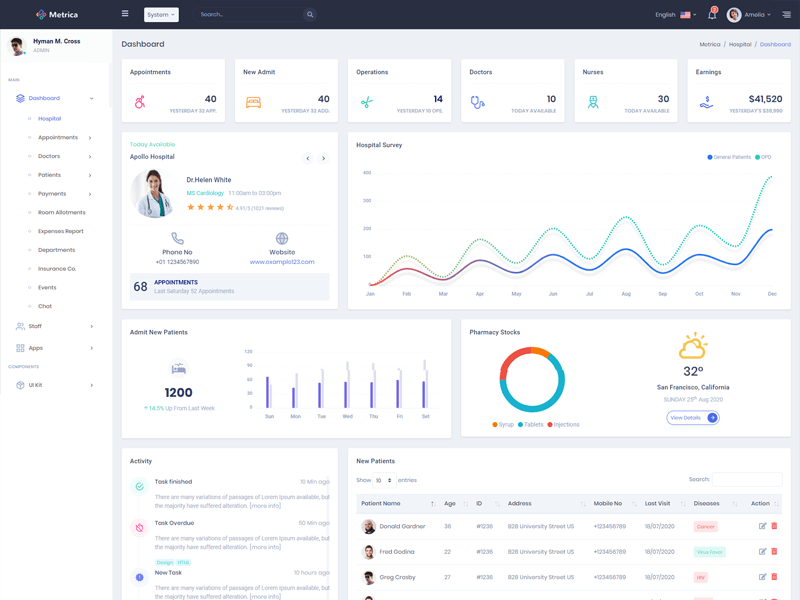 Metrica
System
Search...
English
Amelia
Hyman M. Cross
ADMIN
MAIN
Dashboard
Hospital
Appointments
Doctors
Patients
Payments
Room Allotments
Expenses Report
Departments
Insurance Co.
Events
Chat
Staff
Apps
COMPONENTS
UI Kit
Dashboard
Metrica / Hospital / Dashboard
Appointments
40
YESTERDAY 32 APP.
New Admit
40
YESTERDAY 32 ADD.
Operations
14
YESTERDAY 10 OPE.
Doctors
10
TODAY AVAILABLE
Nurses
30
TODAY AVAILABLE
Earnings
$41,520
YESTERDAY'S $35,990
Today Available
Apollo Hospital
Dr.Helen White
MS Cardiology 11:00am to 03:00pm
4.91/5 (1021 reviews)
Phone No
+01 1234567890
Website
www.example123.com
68
APPOINTMENTS
Last Saturday 52 Appointments
Hospital Survey
General Patients OPD
400
300
200
100
0
Jan Feb Mar Apr May Jun Jul Aug Sep Oct Nov Dec
Admit New Patients
1200
14.5% Up From Last Week
120
90
60
30
0
Sun Mon Tue Wed Thu Fri Sat
Pharmacy Stocks
Syrup Tablets Injections
32°
San Francisco, California
SUNDAY 25th Aug 2020
View Details
Activity
Task finished
10 Min ago
There are many variations of passages of Lorem Ipsum available, but
the majority have suffered alteration. [more info]
Task Overdue
50 Min ago
There are many variations of passages of Lorem Ipsum available, but
the majority have suffered alteration. [more info]
Design HTML
New Task
10 hours ago
There are many variations of passages of Lorem Ipsum available, but
the majority have suffered alteration. [more info]
New Patients
Show 10 entries
Search:
Patient Name Age ID Address Mobile No Last Visit Diseases Action
Donald Gardner 36 #1236 B28 University Street US +123456789 18/07/2020 Cancer
Fred Godina 22 #1236 B28 University Street US +123456789 18/07/2020
Greg Crosby 27 #1236 B28 University Street US +123456789 18/07/2020 HIV